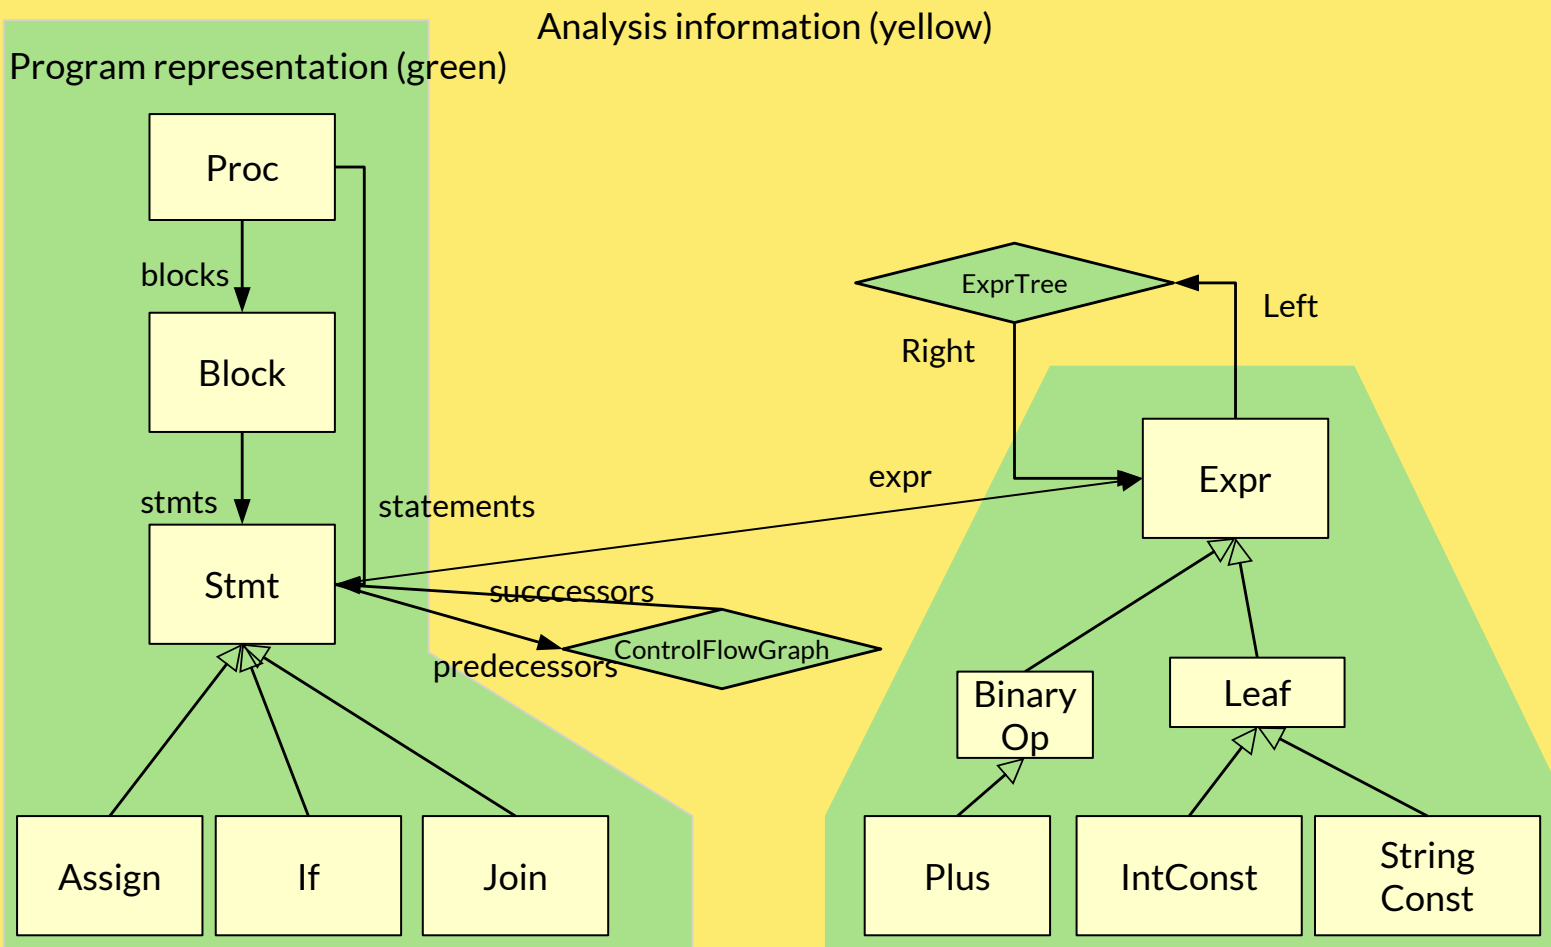 Analysis information (yellow)
Program representation (green)
Proc
blocks
Block
stmts
statements
Stmt
succcessors
predecessors
ControlFlowGraph
Assign
If
Join
ExprTree
Left
Right
expr
Expr
Binary
Op
Leaf
Plus
IntConst
String
Const